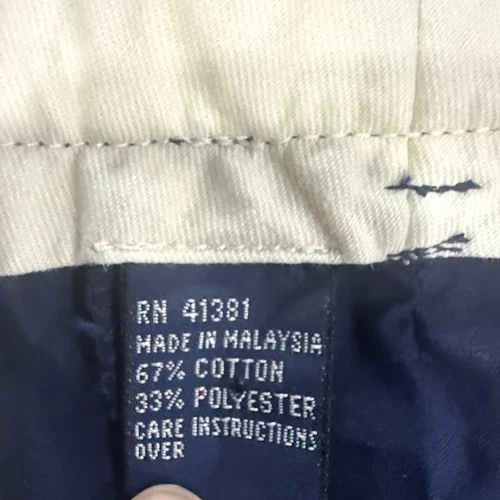 RN 41381
MADE IN MALAYSIA
67% COTTON
33% POLYESTER
CARE INSTRUCTIONS
OVER